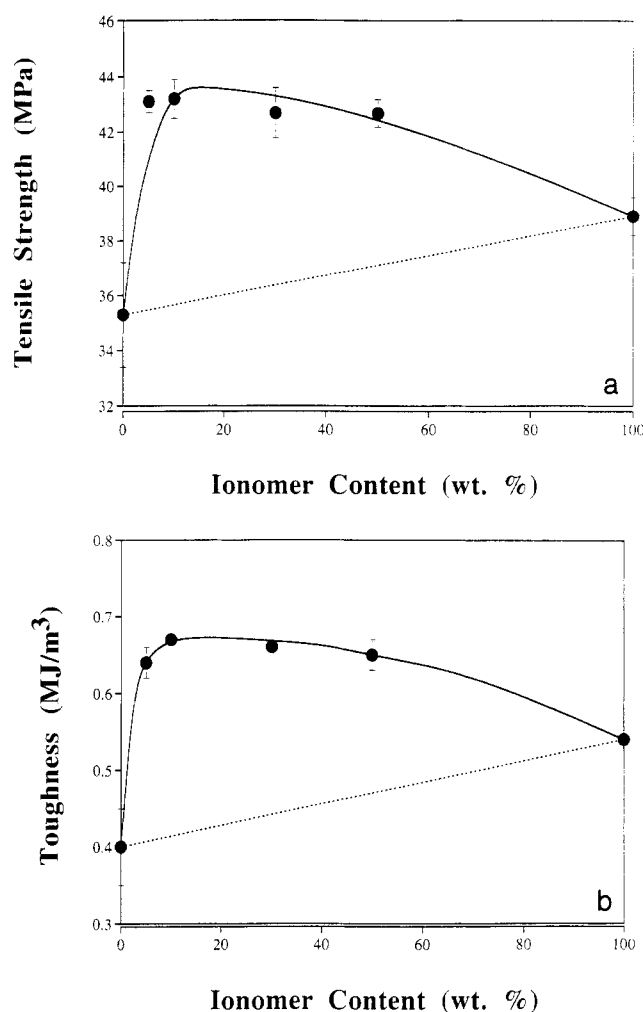 46
44
42
40
38
36
34
32
Tensile Strength (MPa)
a
0 20 40 60 80 100
Ionomer Content (wt. %)
0.8
0.7
0.6
0.5
0.4
0.3
Toughness (MJ/m³)
b
0 20 40 60 80 100
Ionomer Content (wt. %)